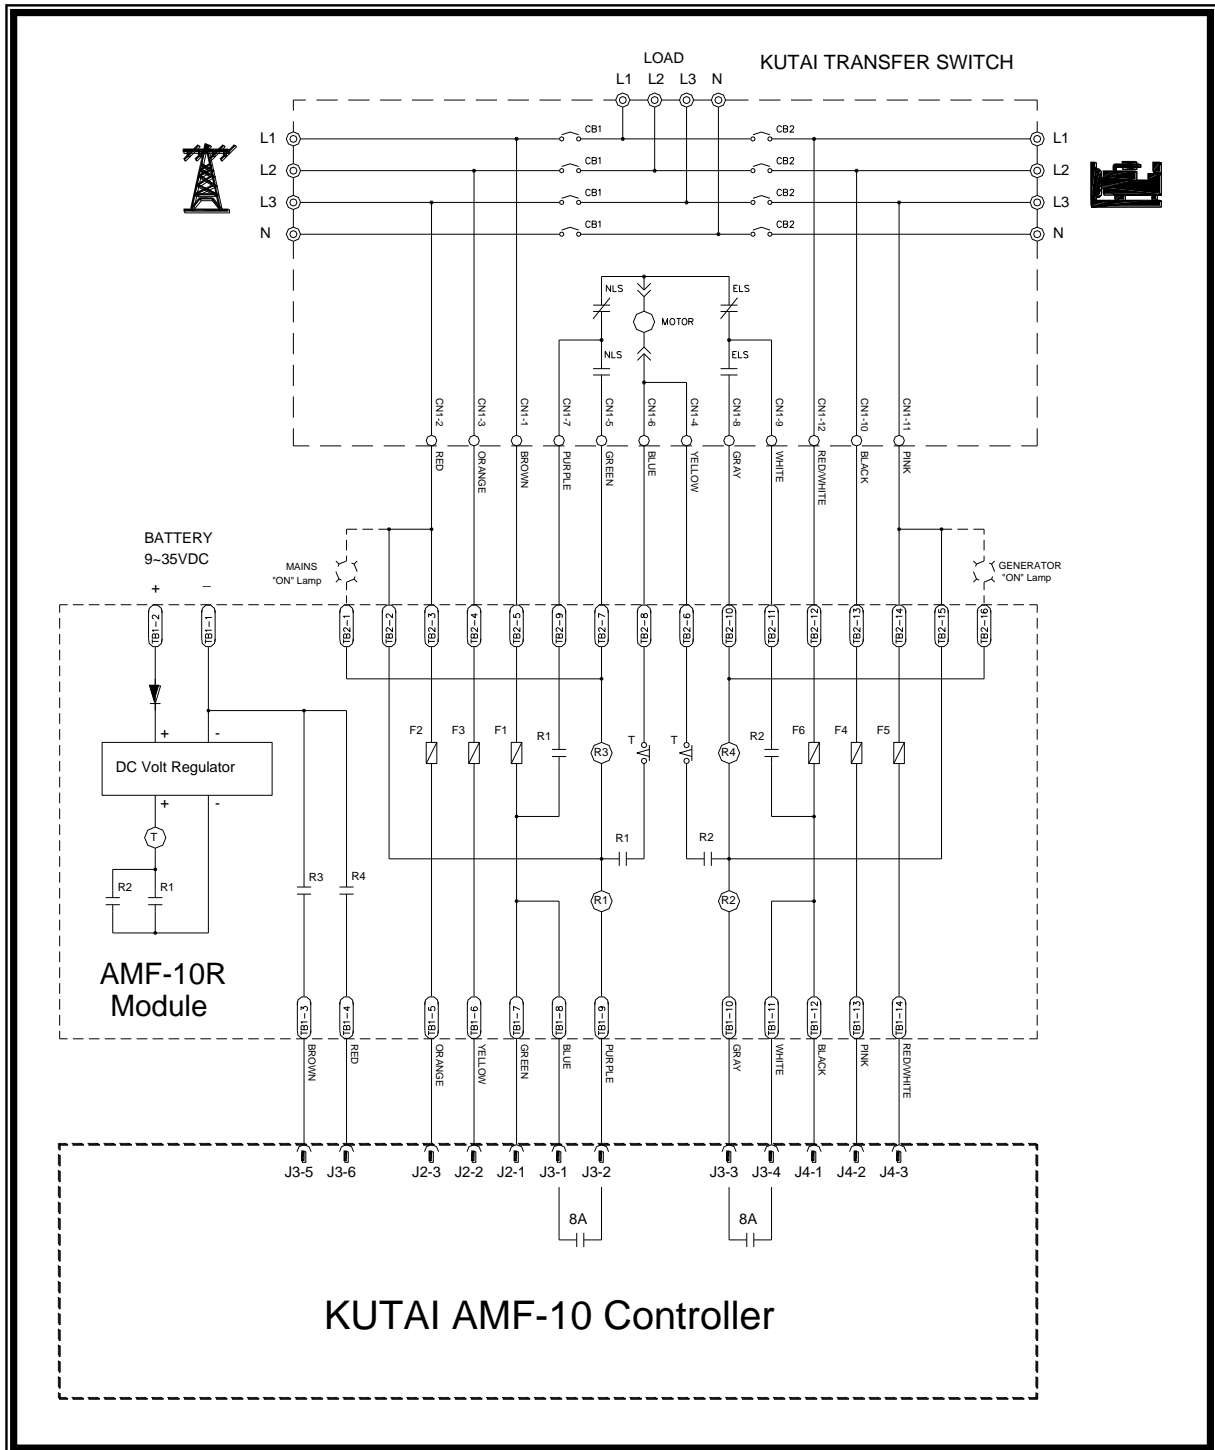 LOAD
KUTAI TRANSFER SWITCH
L1 L2 L3 N
L1 CB1 CB2 L1
L2 CB1 CB2 L2
L3 CB1 CB2 L3
N CB1 CB2 N
NLS ELS
MOTOR
NLS ELS
CN1-2 CN1-3 CN1-1 CN1-7 CN1-5 CN1-6 CN1-4 CN1-8 CN1-9 CN1-12 CN1-10 CN1-11
RED ORANGE BROWN PURPLE GREEN BLUE YELLOW GRAY WHITE RED/WHITE BLACK PINK
BATTERY
9~35VDC
MAINS
"ON" Lamp
GENERATOR
"ON" Lamp
+ –
TB1-2 TB1-1 TB2-1 TB2-2 TB2-3 TB2-4 TB2-5 TB2-9 TB2-7 TB2-8 TB2-6 TB2-10 TB2-11 TB2-12 TB2-13 TB2-14 TB2-15 TB2-16
+ -
F2 F3 F1 R1 R3 T T R4 R2 F6 F4 F5
DC Volt Regulator
+ -
T
R1 R2
R2 R1 R3 R4
R1 R2
AMF-10R
Module
TB1-3 TB1-4 TB1-5 TB1-6 TB1-7 TB1-8 TB1-9 TB1-10 TB1-11 TB1-12 TB1-13 TB1-14
BROWN RED ORANGE YELLOW GREEN BLUE PURPLE GRAY WHITE BLACK PINK RED/WHITE
J3-5 J3-6 J2-3 J2-2 J2-1 J3-1 J3-2 J3-3 J3-4 J4-1 J4-2 J4-3
8A 8A
KUTAI AMF-10 Controller